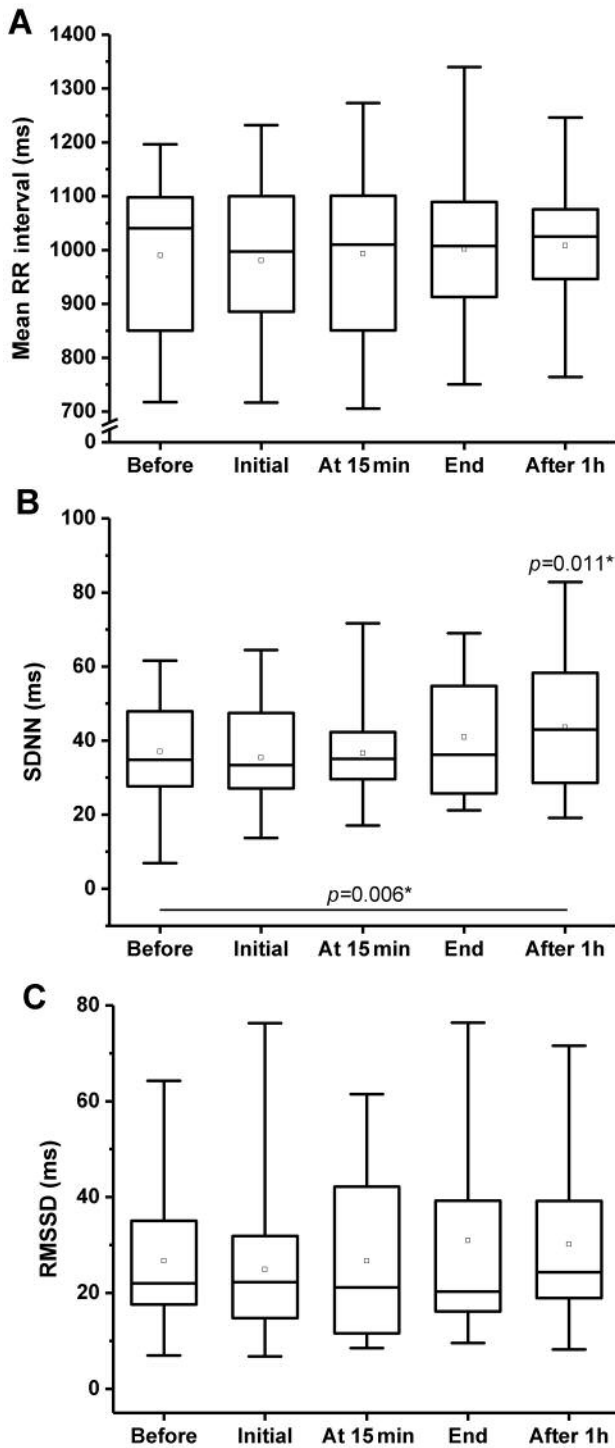 A
1400
1300
1200
1100
1000
900
800
700
0
Mean RR interval (ms)
Before Initial At 15 min End After 1h
B
100
80
60
40
20
0
SDNN (ms)
p=0.011*
p=0.006*
Before Initial At 15 min End After 1h
C
80
60
40
20
0
RMSSD (ms)
Before Initial At 15 min End After 1h